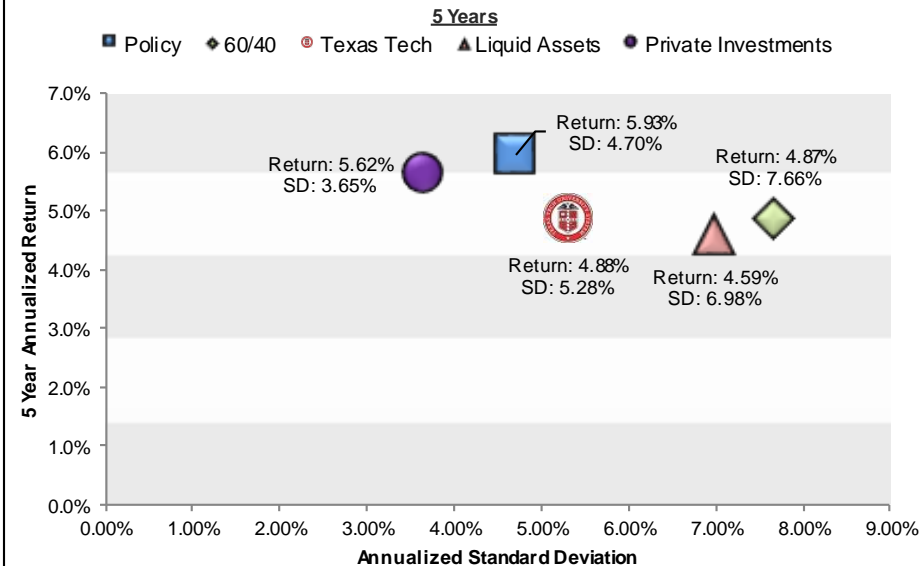 5 Years
Policy 60/40 Texas Tech Liquid Assets Private Investments
7.0%
6.0%
5.0%
4.0%
3.0%
2.0%
1.0%
0.0%
5 Year Annualized Return
Return: 5.93%
SD: 4.70%
Return: 5.62%
SD: 3.65%
Return: 4.87%
SD: 7.66%
Return: 4.88%
SD: 5.28%
Return: 4.59%
SD: 6.98%
0.00% 1.00% 2.00% 3.00% 4.00% 5.00% 6.00% 7.00% 8.00% 9.00%
Annualized Standard Deviation